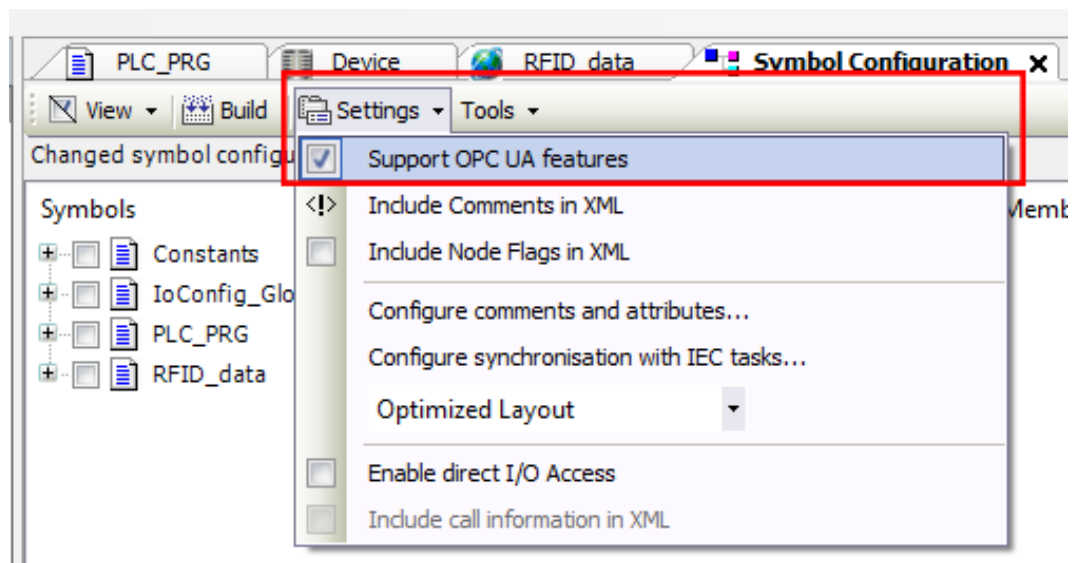 PLC_PRG Device RFID_data Symbol Configuration x
View Build Settings Tools
Changed symbol configu
Support OPC UA features
Symbols
Include Comments in XML
Memb
Constants
Include Node Flags in XML
IoConfig_Glo
Configure comments and attributes...
PLC_PRG
Configure synchronisation with IEC tasks...
RFID_data
Optimized Layout
Enable direct I/O Access
Include call information in XML